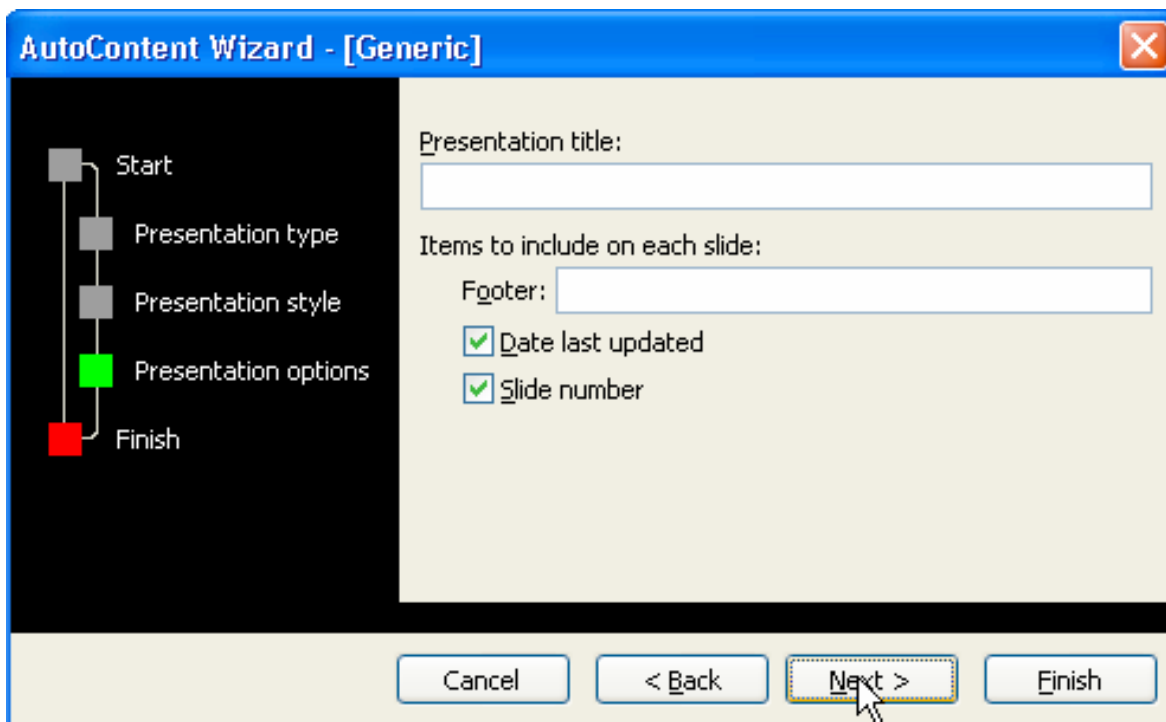 AutoContent Wizard - [Generic]
Start
Presentation type
Presentation style
Presentation options
Finish
Presentation title:
Items to include on each slide:
Footer:
Date last updated
Slide number
Cancel
< Back
Next >
Finish